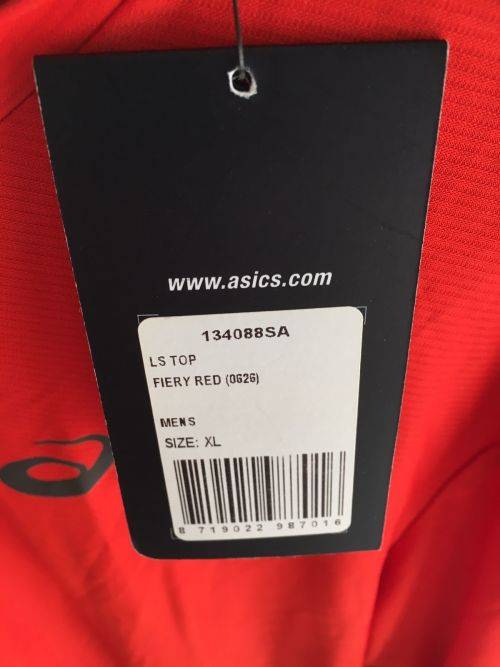 www.asics.com
134088SA
LS TOP
FIERY RED (0626)
MENS
SIZE: XL
8 719022 987016